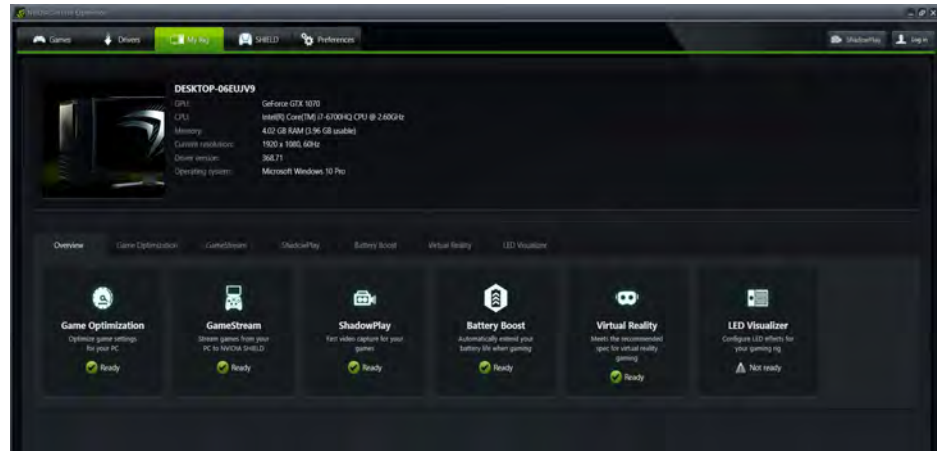 Games
Drivers
My Rig
SHIELD
Preferences
ShadowPlay
Log in
DESKTOP-06EUJV9
GPU: GeForce GTX 1070
CPU: Intel(R) Core(TM) i7-6700HQ CPU @ 2.60GHz
Memory: 4.02 GB RAM (3.96 GB usable)
Current resolution: 1920 x 1080, 60Hz
Driver version: 368.71
Operating system: Microsoft Windows 10 Pro
Overview
Game Optimization
GameStream
ShadowPlay
Battery Boost
Virtual Reality
LED Visualizer
Game Optimization
Optimize game settings
for your PC
Ready
GameStream
Stream games from your
PC to NVIDIA SHIELD
Ready
ShadowPlay
Fast video capture for your
games
Ready
Battery Boost
Automatically extend your
battery life when gaming
Ready
Virtual Reality
Meets the recommended
spec for virtual reality
gaming
Ready
LED Visualizer
Configure LED effects for
your gaming rig
Not ready